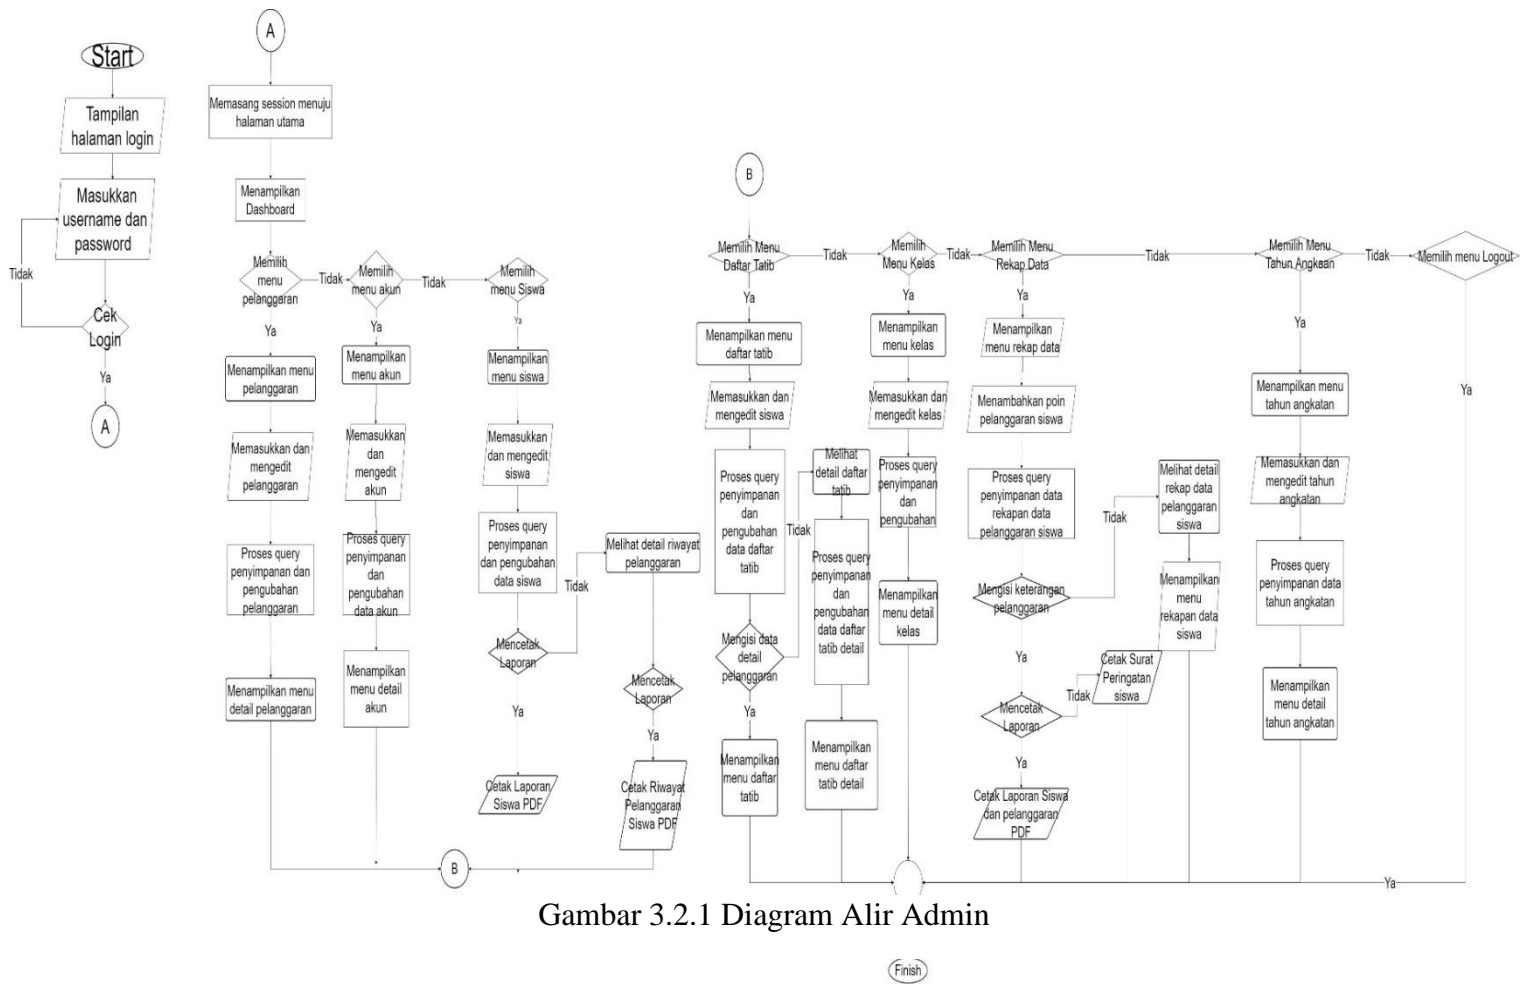 Start
Tampilan
halaman login
Masukkan
username dan
password
Tidak
Cek
Login
Ya
A
A
Memasang session menuju
halaman utama
Menampilkan
Dashboard
Memilih
menu
pelanggaran
Tidak
Memilih
menu akun
Tidak
Memilih
menu Siswa
Ya
Menampilkan menu
pelanggaran
Memasukkan dan
mengedit
pelanggaran
Proses query
penyimpanan dan
pengubahan
pelanggaran
Menampilkan menu
detail pelanggaran
Ya
Menampilkan
menu akun
Memasukkan
dan
mengedit
akun
Proses query
penyimpanan
dan
pengubahan
data akun
Menampilkan
menu detail
akun
Ya
Menampilkan
menu siswa
Memasukkan
dan mengedit
siswa
Proses query
penyimpanan
dan pengubahan
data siswa
Mencetak
Laporan
Tidak
Ya
Cetak Laporan
Siswa PDF
Melihat detail riwayat
pelanggaran
Mencetak
Laporan
Ya
Cetak Riwayat
Pelanggaran
Siswa PDF
B
B
Memilih Menu
Daftar Tatib
Tidak
Memilih
Menu Kelas
Tidak
Memilih Menu
Rekap Data
Tidak
Memilih Menu
Tahun Angkaan
Tidak
Memilih menu Logout
Ya
Menampilkan menu
daftar tatib
Memasukkan dan
mengedit siswa
Proses query
penyimpanan
dan
pengubahan
data daftar
tatib
Mengisi data
detail
pelanggaran
Tidak
Ya
Menampilkan
menu daftar
tatib
Melihat
detail daftar
tatib
Proses query
penyimpanan
dan
pengubahan
data daftar
tatib detail
Menampilkan
menu daftar
tatib detail
Ya
Menampilkan
menu kelas
Memasukkan dan
mengedit kelas
Proses query
penyimpanan
dan
pengubahan
Menampilkan
menu detail
kelas
Ya
Menampilkan
menu rekap data
Menambahkan poin
pelanggaran siswa
Proses query
penyimpanan data
rekapan data
pelanggaran siswa
Mengisi keterangan
pelanggaran
Tidak
Ya
Mencetak
Laporan
Tidak
Ya
Cetak Laporan Siswa
dan pelanggaran
PDF
Cetak Surat
Peringatan
siswa
Melihat detail
rekap data
pelanggaran
siswa
Menampilkan
menu
rekapan data
siswa
Ya
Menampilkan menu
tahun angkatan
Memasukkan dan
mengedit tahun
angkatan
Proses query
penyimpanan data
tahun angkatan
Menampilkan
menu detail
tahun angkatan
Ya
Ya
Gambar 3.2.1 Diagram Alir Admin
Finish